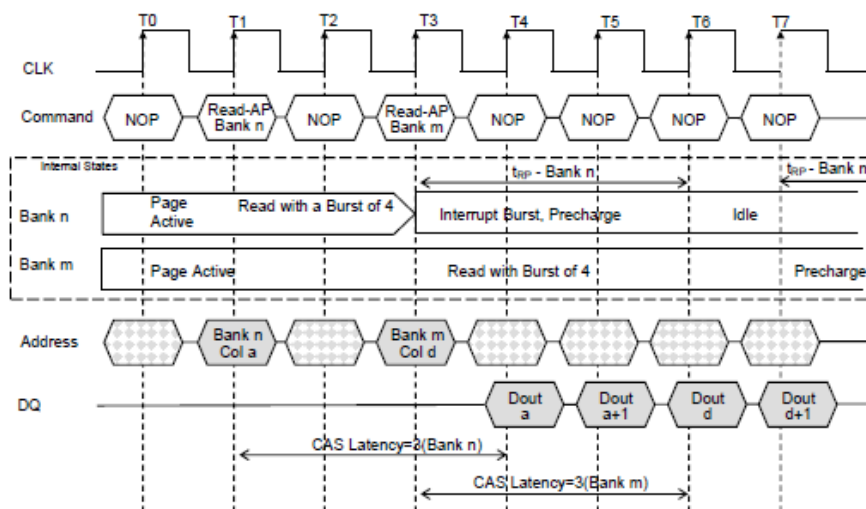 T0 T1 T2 T3 T4 T5 T6 T7
CLK
Command NOP Read-AP Bank n NOP Read-AP Bank m NOP NOP NOP NOP
Internal States
tRP - Bank n tRP - Bank n
Bank n Page Active Read with a Burst of 4 Interrupt Burst, Precharge Idle
Bank m Page Active Read with Burst of 4 Precharge
Address Bank n Col a Bank m Col d
DQ Dout a Dout a+1 Dout d Dout d+1
CAS Latency=3(Bank n)
CAS Latency=3(Bank m)